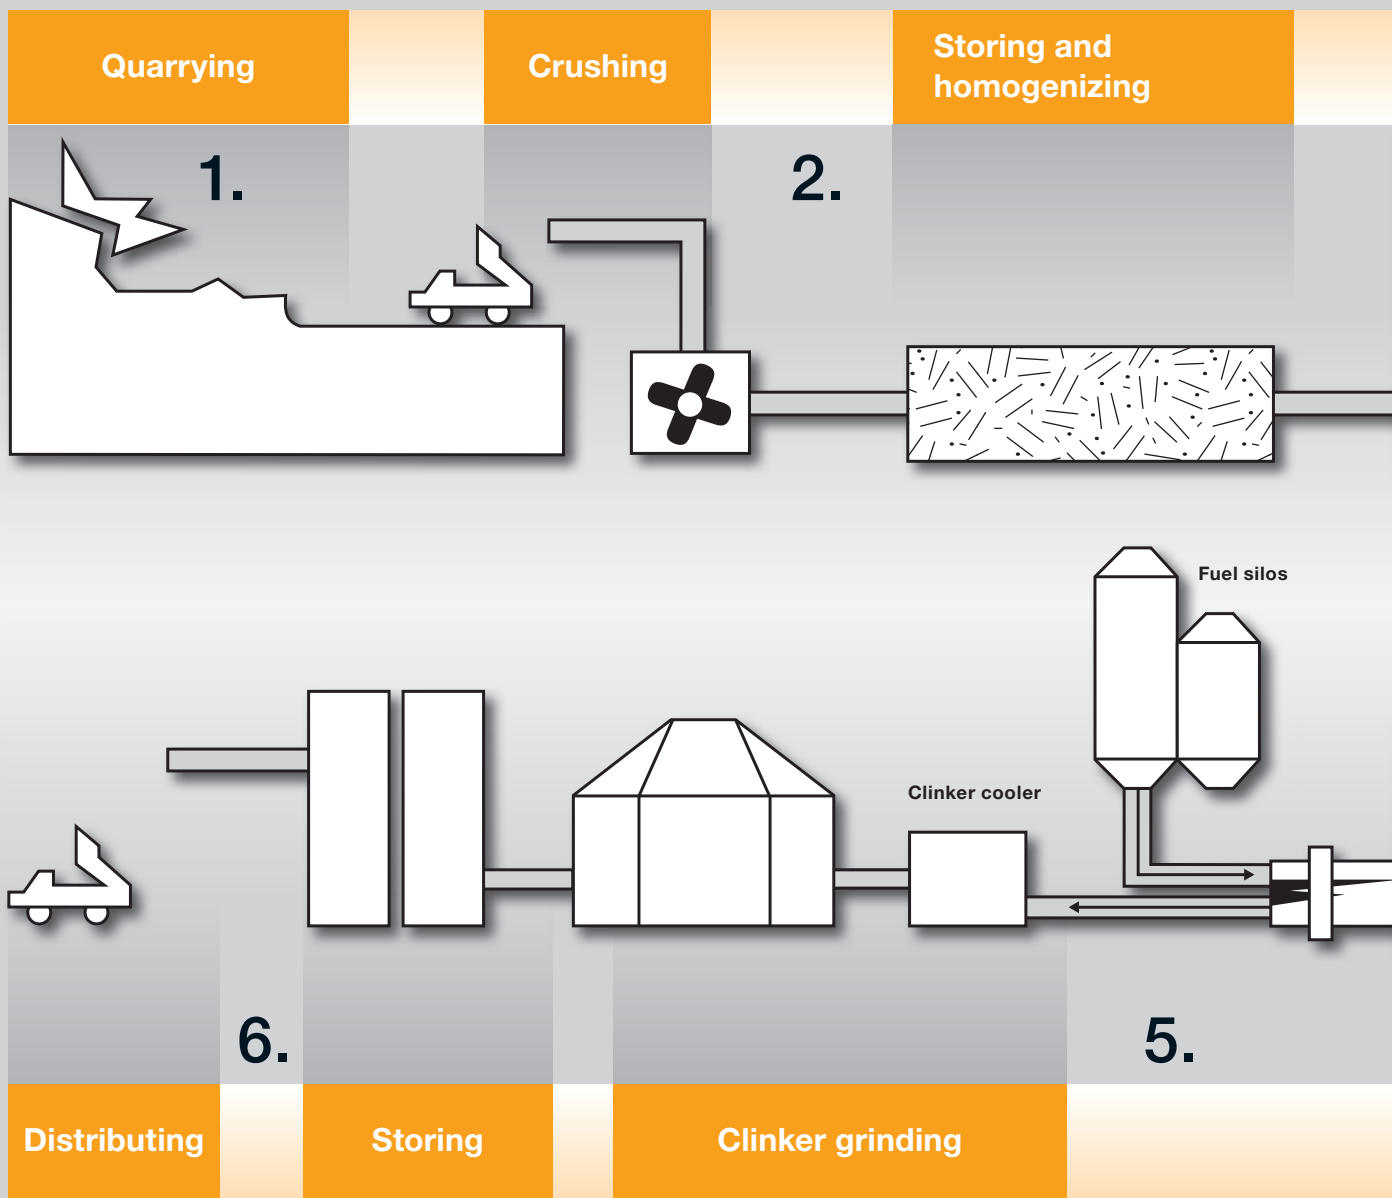 Quarrying
Crushing
Storing and
homogenizing
1.
2.
Fuel silos
Clinker cooler
6.
5.
Distributing
Storing
Clinker grinding